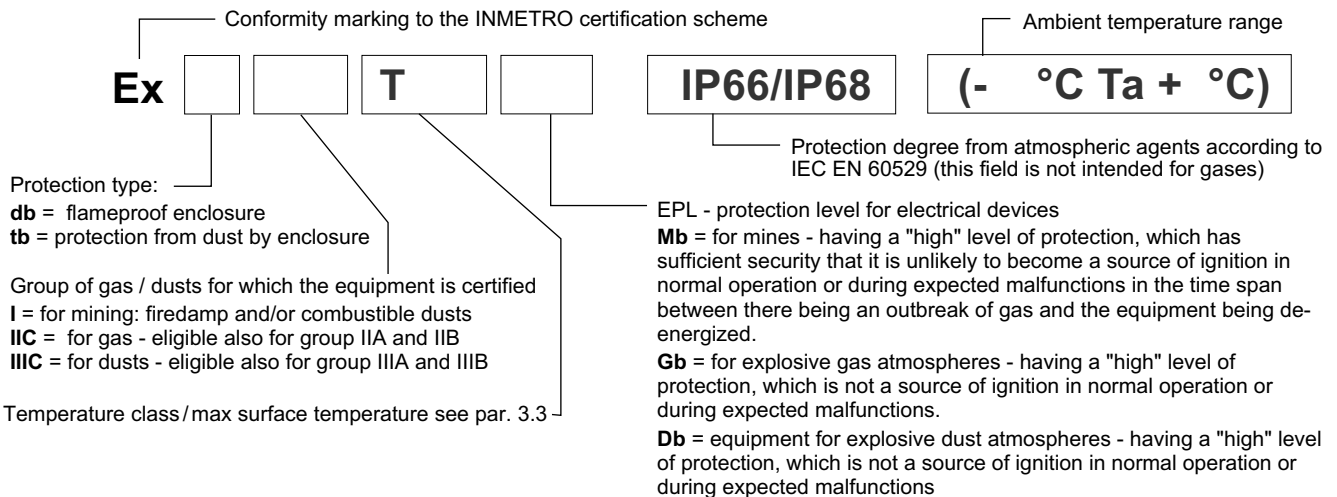 Conformity marking to the INMETRO certification scheme
Ambient temperature range
Ex T IP66/IP68 (- °C Ta + °C)
Protection degree from atmospheric agents according to
IEC EN 60529 (this field is not intended for gases)
Protection type:
db = flameproof enclosure
tb = protection from dust by enclosure
Group of gas / dusts for which the equipment is certified
I = for mining: firedamp and/or combustible dusts
IIC = for gas - eligible also for group IIA and IIB
IIIC = for dusts - eligible also for group IIIA and IIIB
Temperature class/max surface temperature see par. 3.3
EPL - protection level for electrical devices
Mb = for mines - having a "high" level of protection, which has
sufficient security that it is unlikely to become a source of ignition in
normal operation or during expected malfunctions in the time span
between there being an outbreak of gas and the equipment being de-
energized.
Gb = for explosive gas atmospheres - having a "high" level of
protection, which is not a source of ignition in normal operation or
during expected malfunctions.
Db = equipment for explosive dust atmospheres - having a "high" level
of protection, which is not a source of ignition in normal operation or
during expected malfunctions